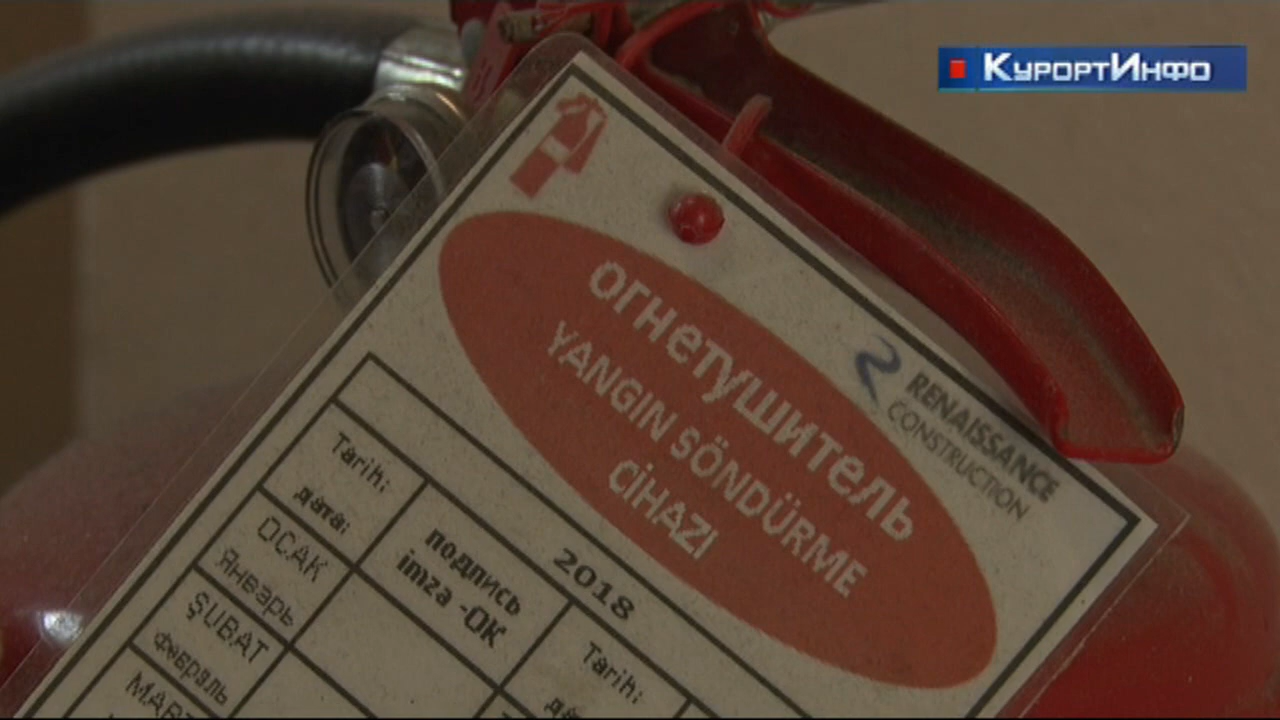 КУРОРТИНФО
ОГНЕТУШИТЕЛЬ
YANGIN SÖNDÜRME
CİHAZI
RENAISSANCE
CONSTRUCTION
2018
Tarih:
дата:
подпись
imza -OK
Tarih:
OCAK
Январь
ŞUBAT
Февраль